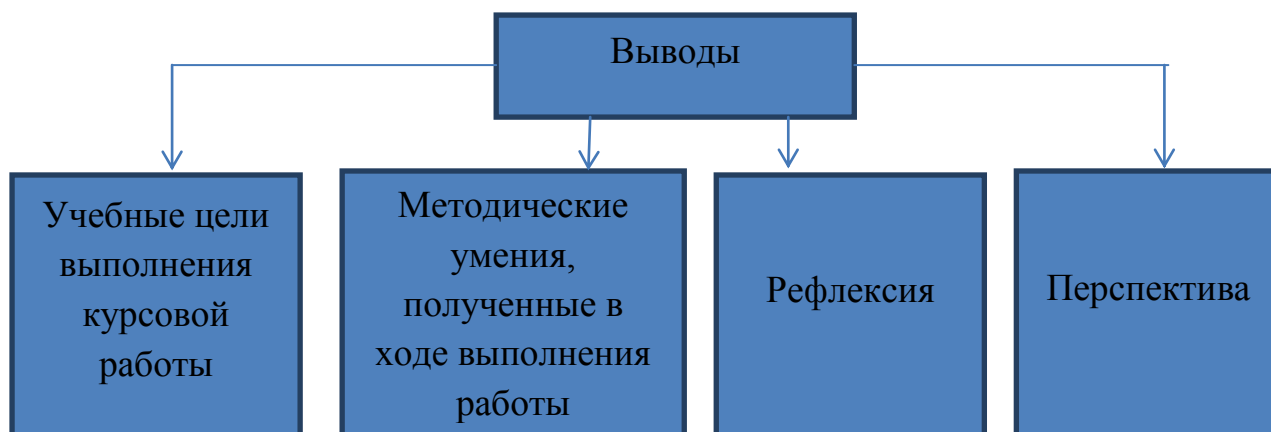 Выводы
Учебные цели
выполнения
курсовой
работы
Методические
умения,
полученные в
ходе выполнения
работы
Рефлексия
Перспектива